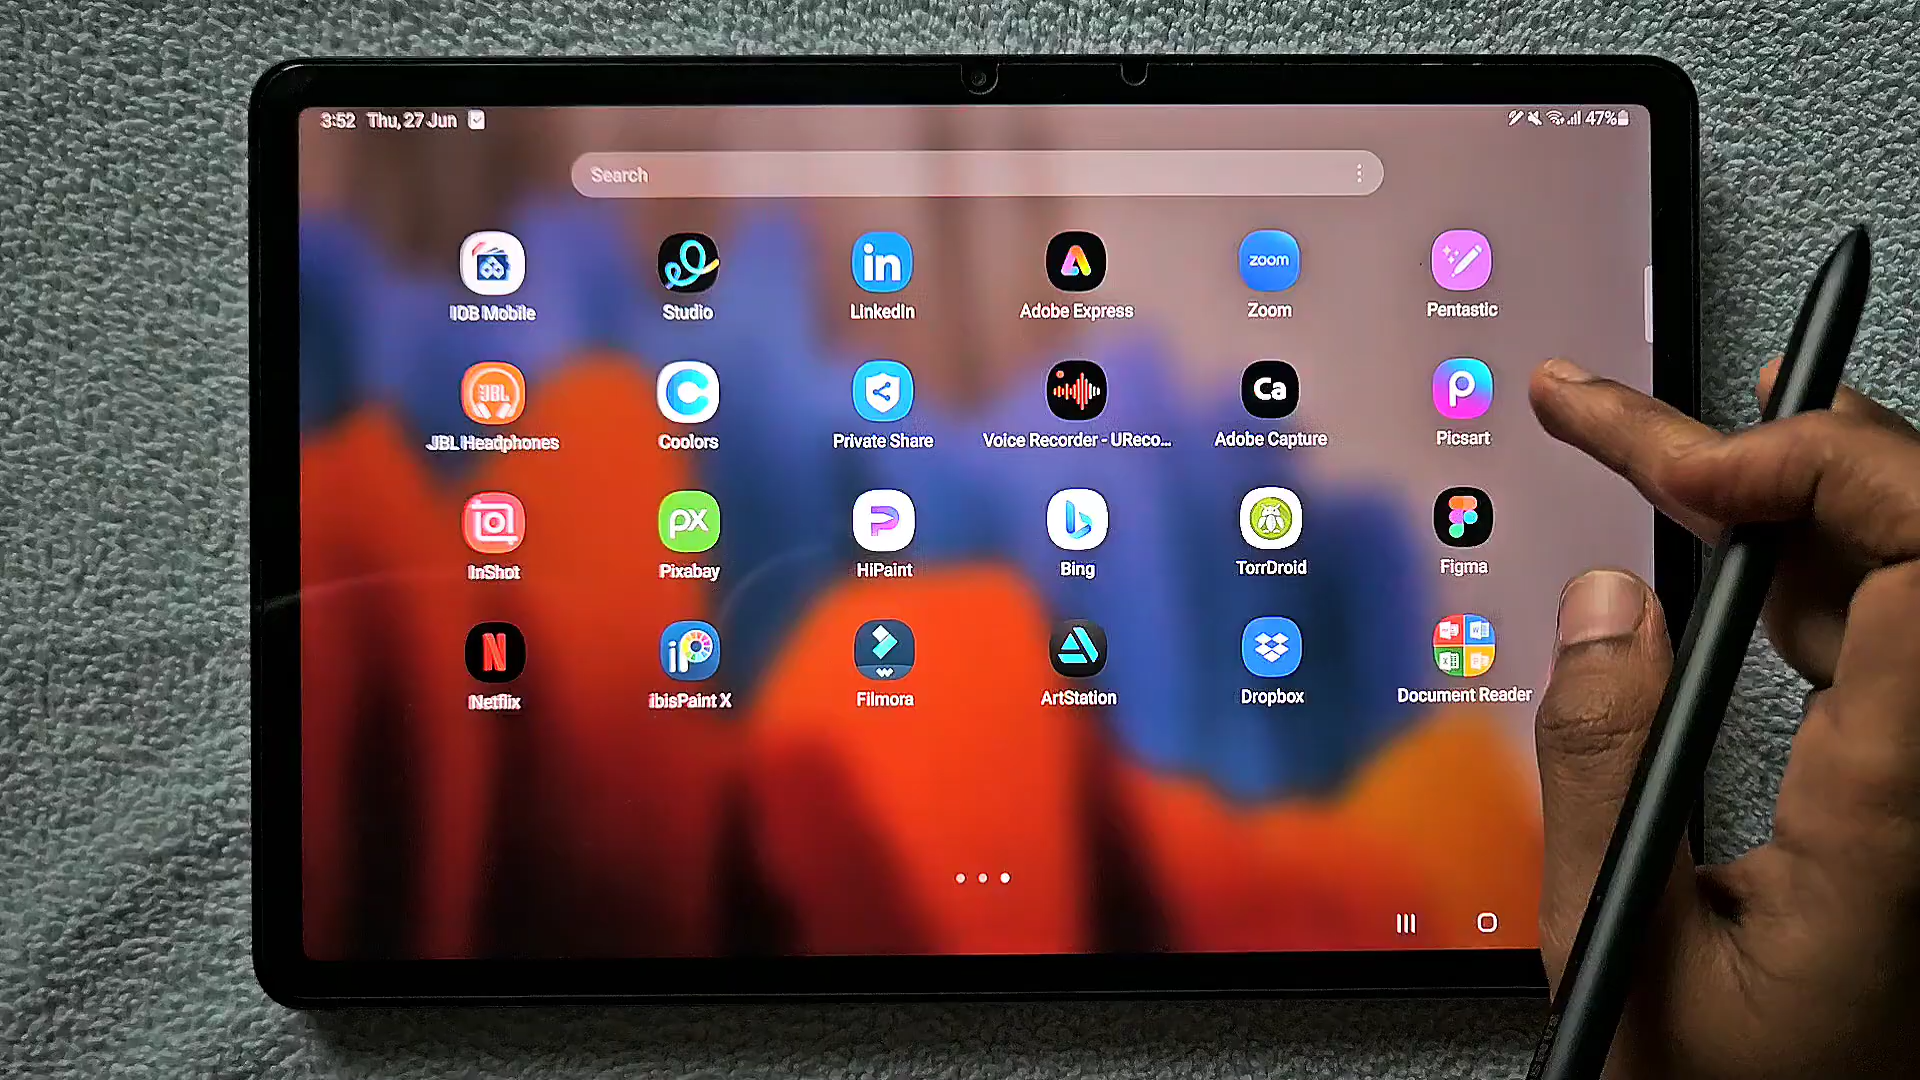 3:52 Thu, 27 Jun
47%
Search
IOB Mobile
Studio
in
LinkedIn
Adobe Express
zoom
Zoom
Pentastic
JBL
JBL Headphones
Coolors
Private Share
Voice Recorder - UReco...
Ca
Adobe Capture
Picsart
InShot
px
Pixabay
HiPaint
Bing
TorrDroid
Figma
N
Netflix
iP
ibisPaint X
Filmora
ArtStation
Dropbox
Document Reader